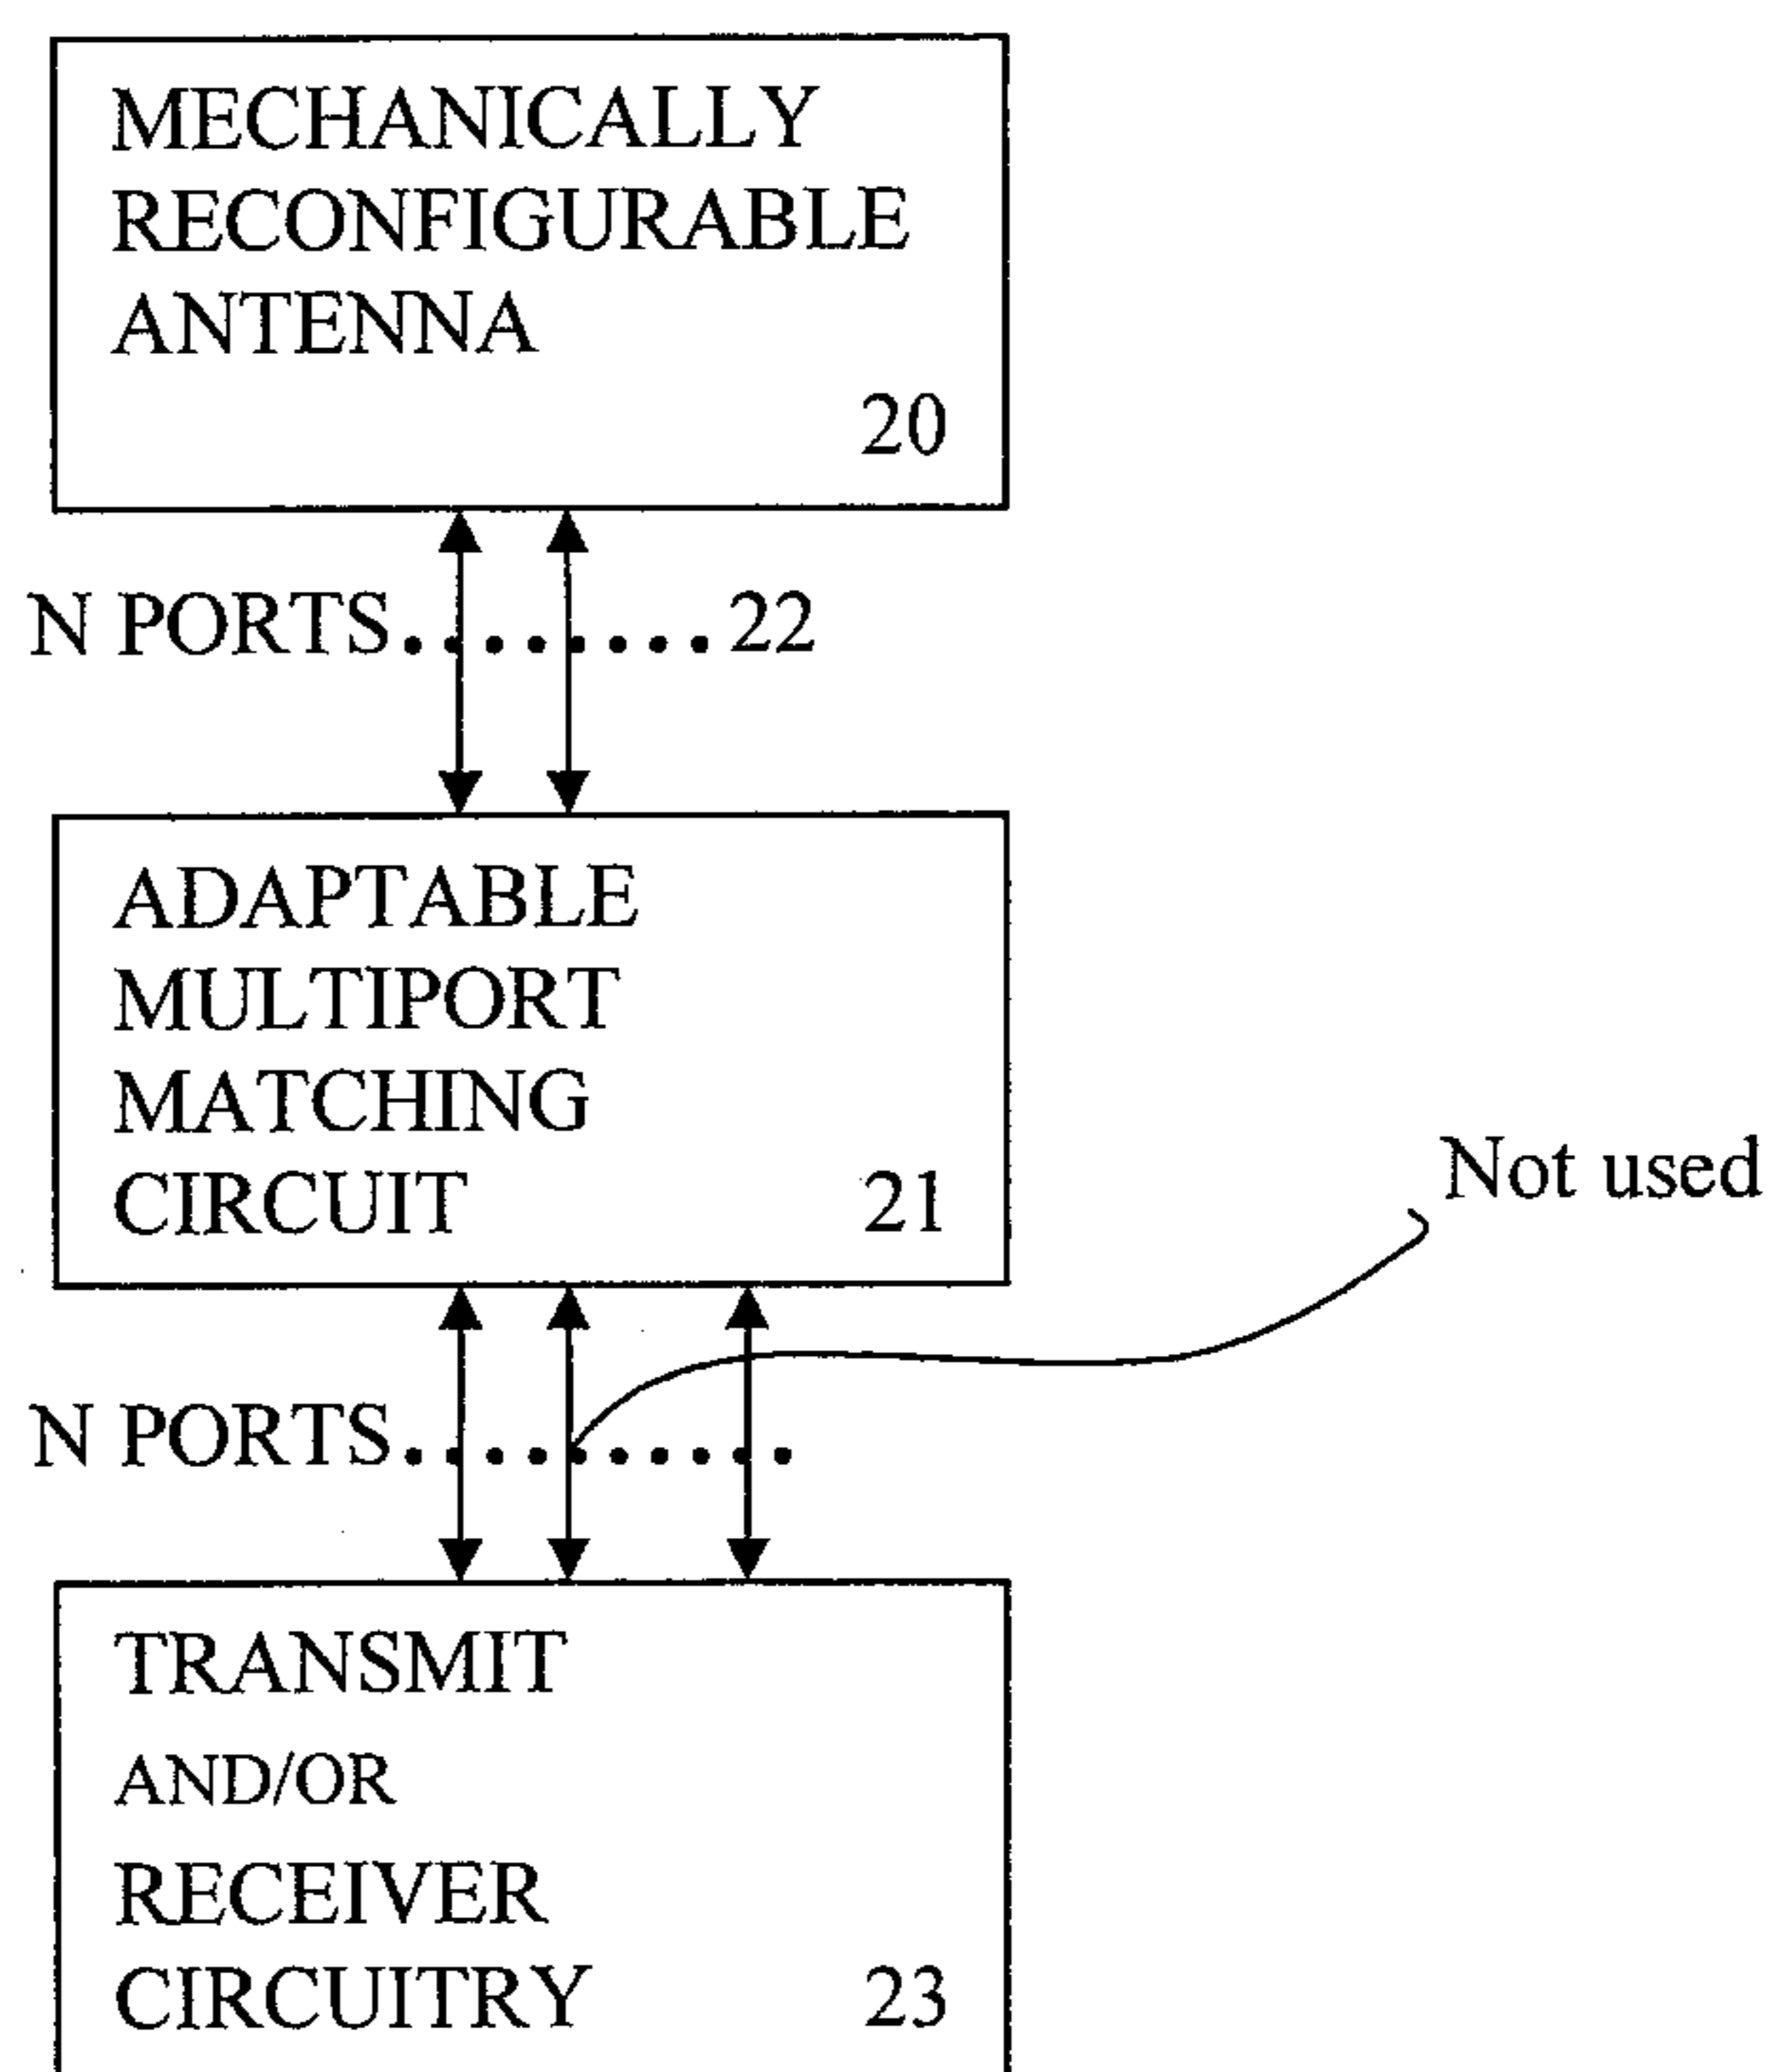 MECHANICALLY
RECONFIGURABLE
ANTENNA
20
N PORTS........22
ADAPTABLE
MULTIPORT
MATCHING
CIRCUIT 21
Not used
N PORTS..........
TRANSMIT
AND/OR
RECEIVER
CIRCUITRY 23